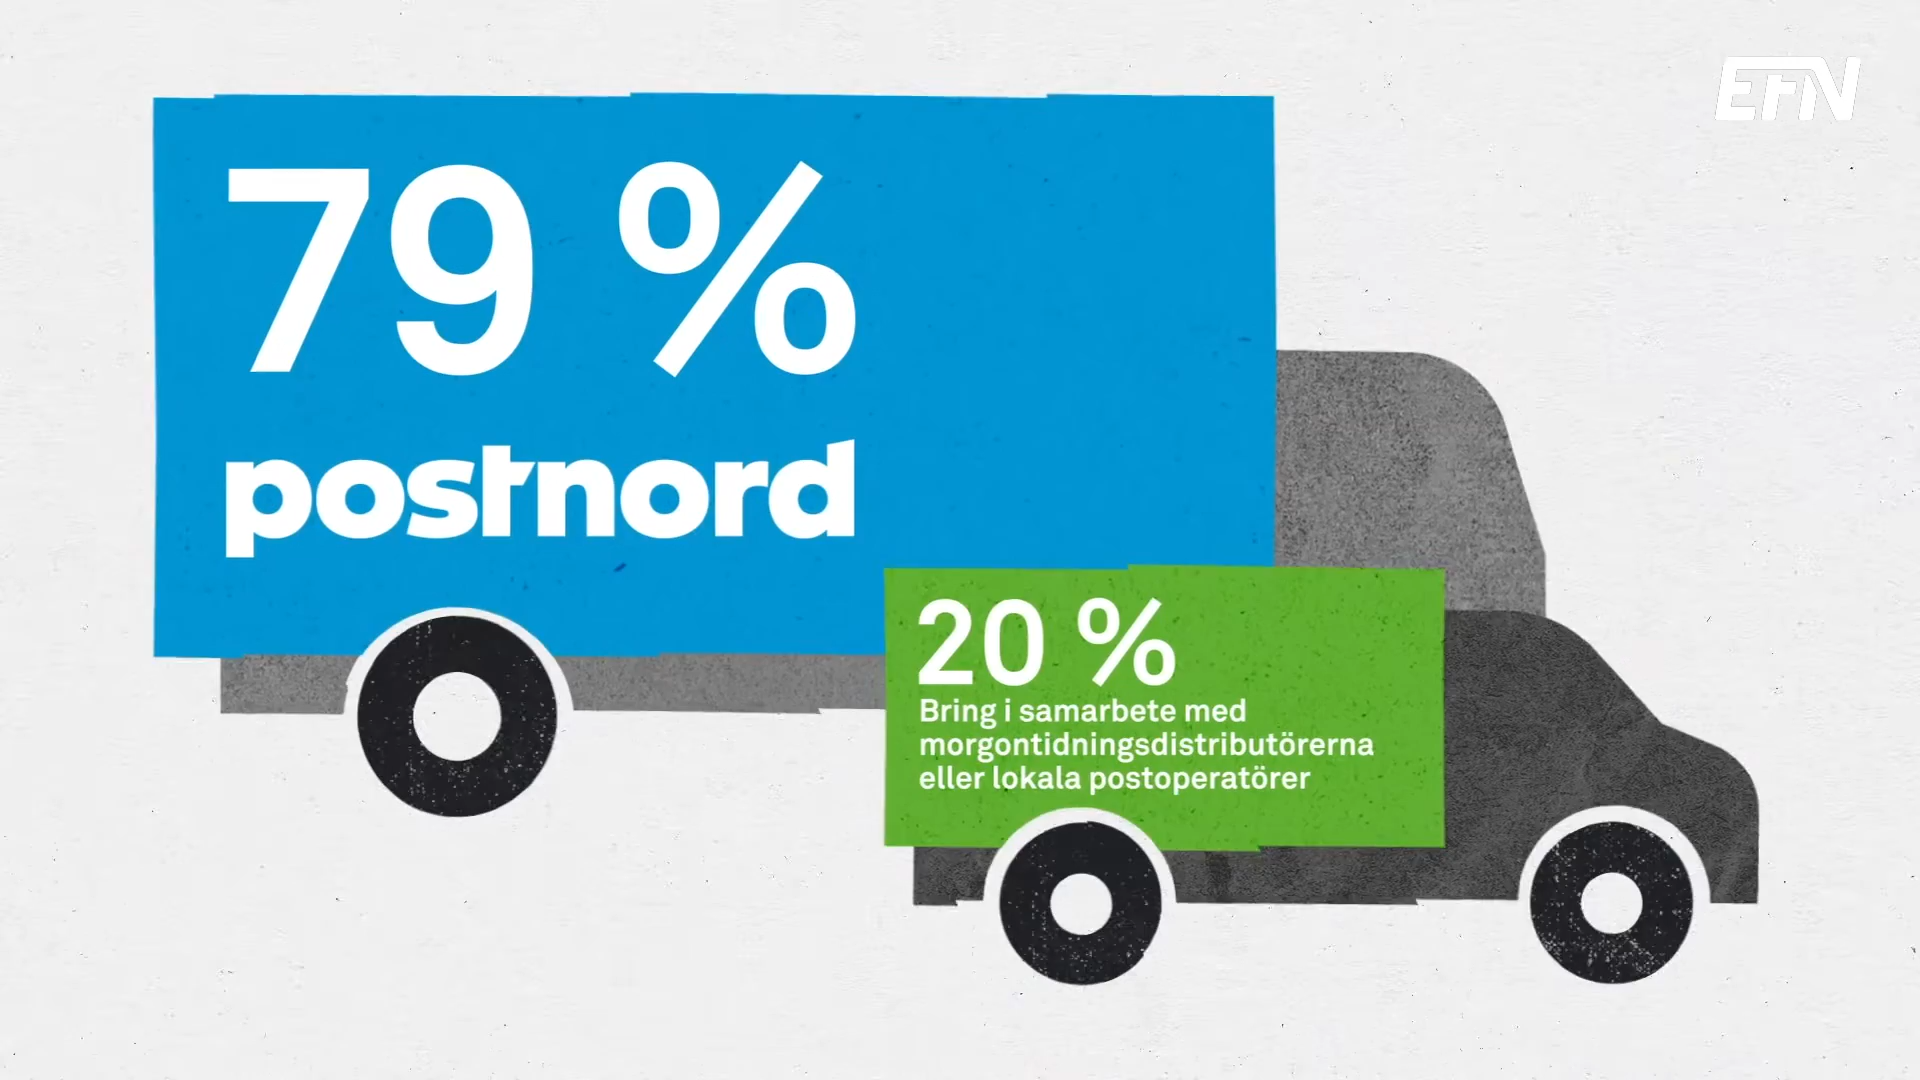 EFN
79 %
postnord
20 %
Bring i samarbete med
morgontidningsdistributörerna
eller lokala postoperatörer